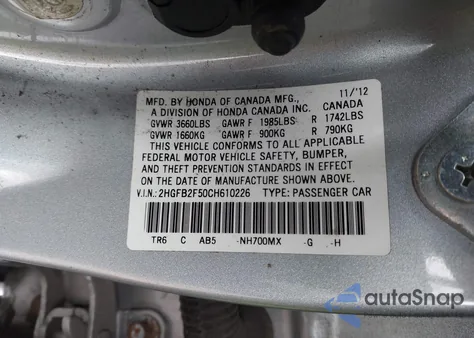 11/'12
MFD. BY HONDA OF CANADA MFG., CANADA
A DIVISION OF HONDA CANADA INC.
GVWR 3660LBS GAWR F 1985LBS R 1742LBS
GVWR 1660KG GAWR F 900KG R 790KG
THIS VEHICLE CONFORMS TO ALL APPLICABLE
FEDERAL MOTOR VEHICLE SAFETY, BUMPER,
AND THEFT PREVENTION STANDARDS IN EFFECT
ON THE DATE OF MANUFACTURE SHOWN ABOVE.
V.I.N.: 2HGFB2F50CH610226 TYPE: PASSENGER CAR
TR6 C AB5 -NH700MX -G -H
autoSnap